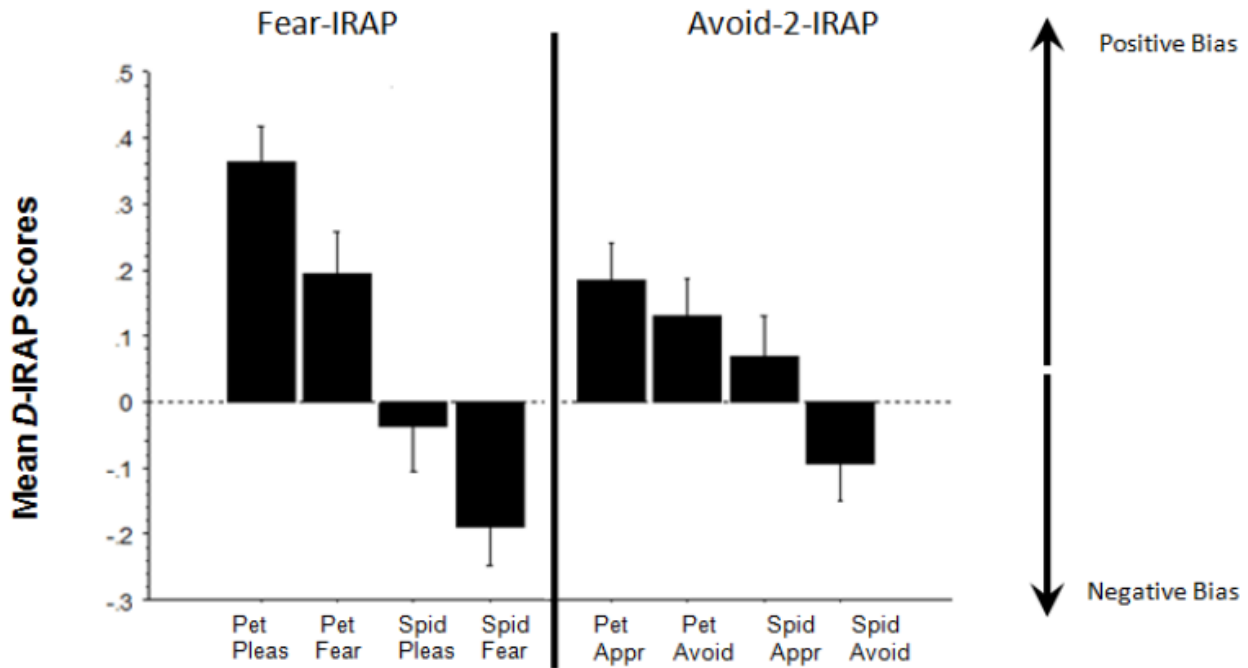 Fear-IRAP
Avoid-2-IRAP
Positive Bias
Mean D-IRAP Scores
.5
.4
.3
.2
.1
0
-.1
-.2
-.3
Pet Pleas
Pet Fear
Spid Pleas
Spid Fear
Pet Appr
Pet Avoid
Spid Appr
Spid Avoid
Negative Bias